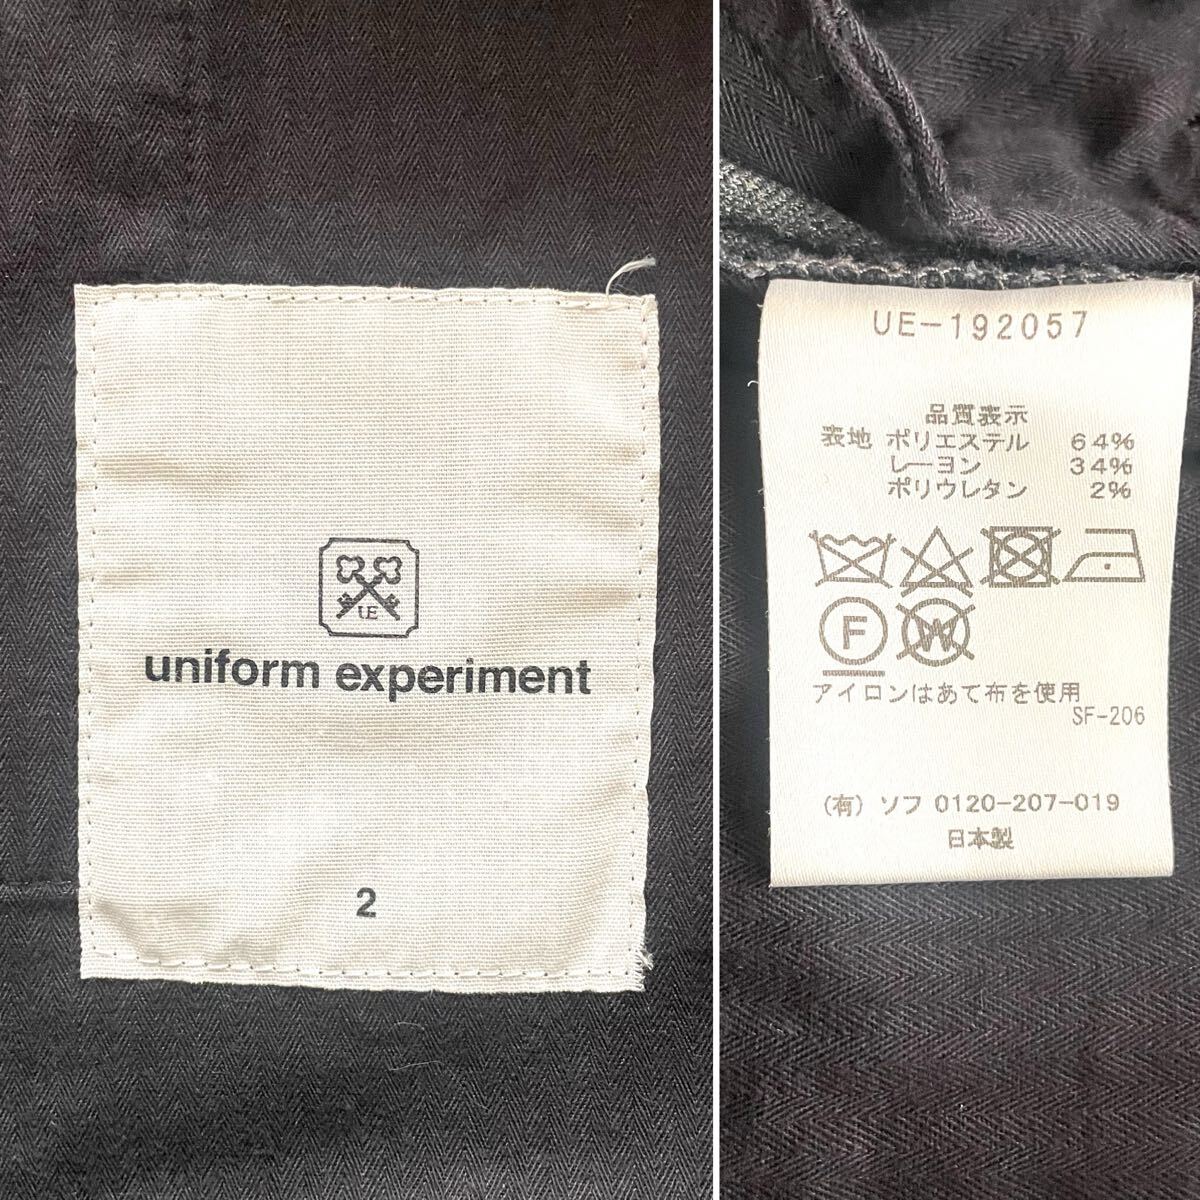 UE
uniform experiment
2
UE-192057
品質表示
表地 ポリエステル 64%
レーヨン 34%
ポリウレタン 2%
F W
アイロンはあて布を使用
SF-206
(有) ソフ 0120-207-019
日本製